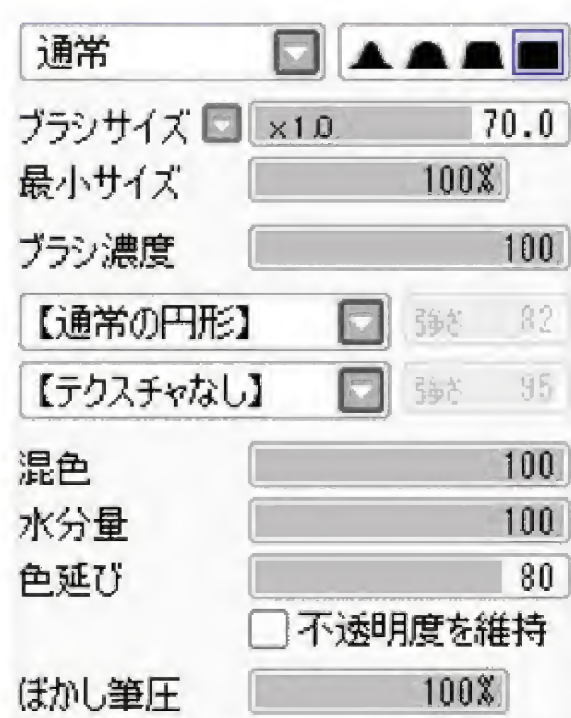 通常
ブラシサイズ ×1.0 70.0
最小サイズ 100%
ブラシ濃度 100
【通常の円形】 強さ 82
【テクスチャなし】 強さ 95
混色 100
水分量 100
色延び 80
不透明度を維持
ぼかし筆圧 100%